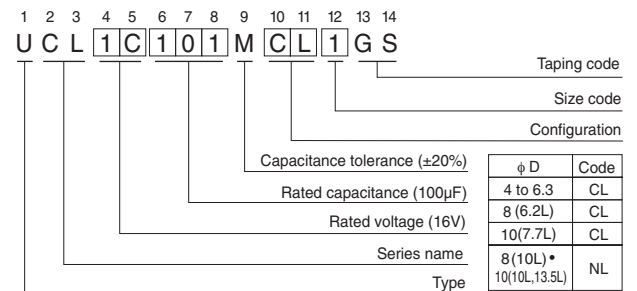 1 2 3 4 5 6 7 8 9 10 11 12 13 14
U C L 1 C 1 0 1 M C L 1 G S
Taping code
Size code
Configuration
Capacitance tolerance (±20%)
Rated capacitance (100µF)
Rated voltage (16V)
Series name
Type
ϕ D Code
4 to 6.3 CL
8 (6.2L) CL
10(7.7L) CL
8(10L) • 
10(10L,13.5L) NL